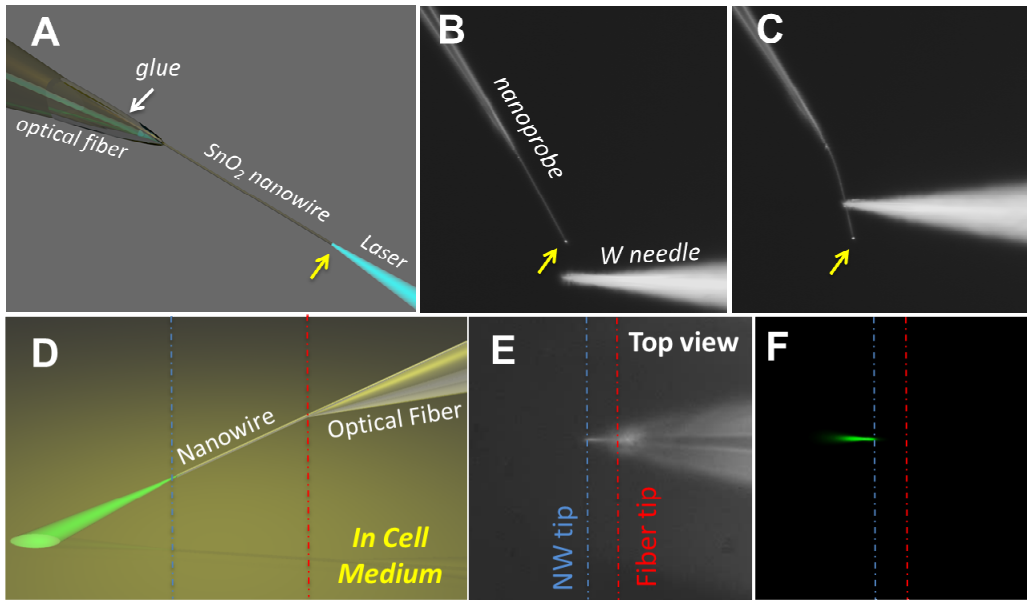 A
glue
optical fiber
SnO₂ nanowire
Laser
B
nanoprobe
W needle
C
D
Nanowire
Optical Fiber
In Cell
Medium
E
Top view
NW tip
Fiber tip
F